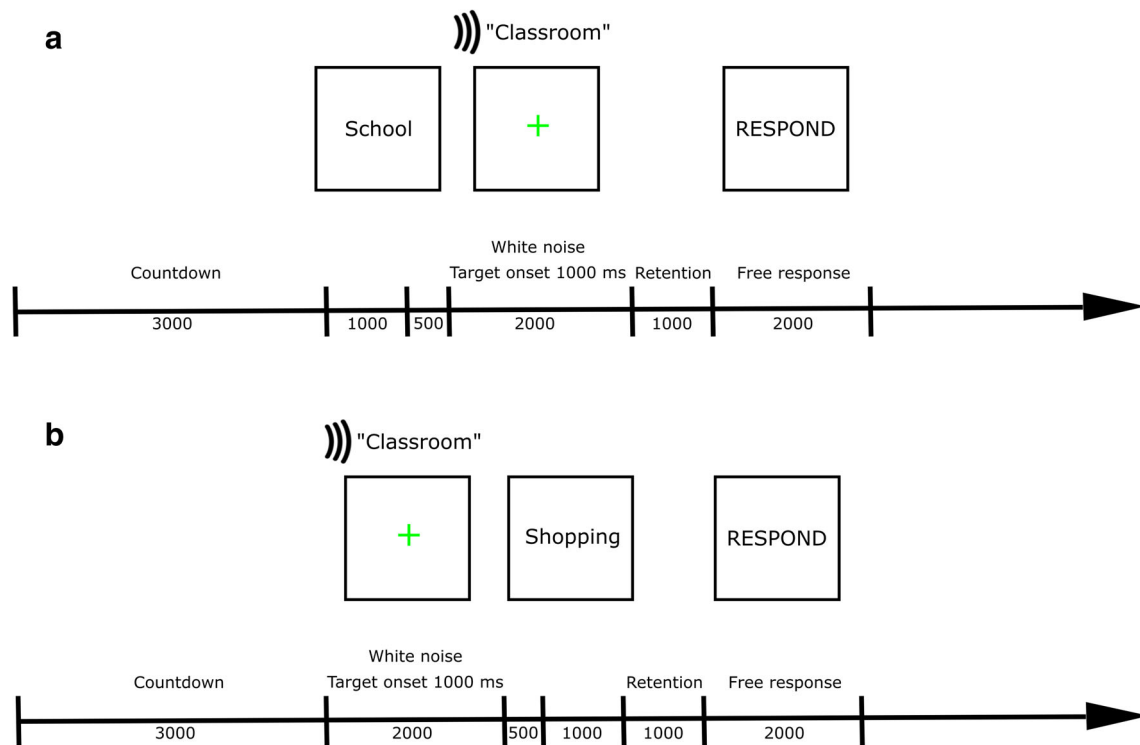 a
"Classroom"
School
RESPOND
White noise
Countdown
Target onset 1000 ms
Retention
Free response
3000
1000
500
2000
1000
2000
b
"Classroom"
Shopping
RESPOND
White noise
Countdown
Target onset 1000 ms
Retention
Free response
3000
2000
500
1000
1000
2000